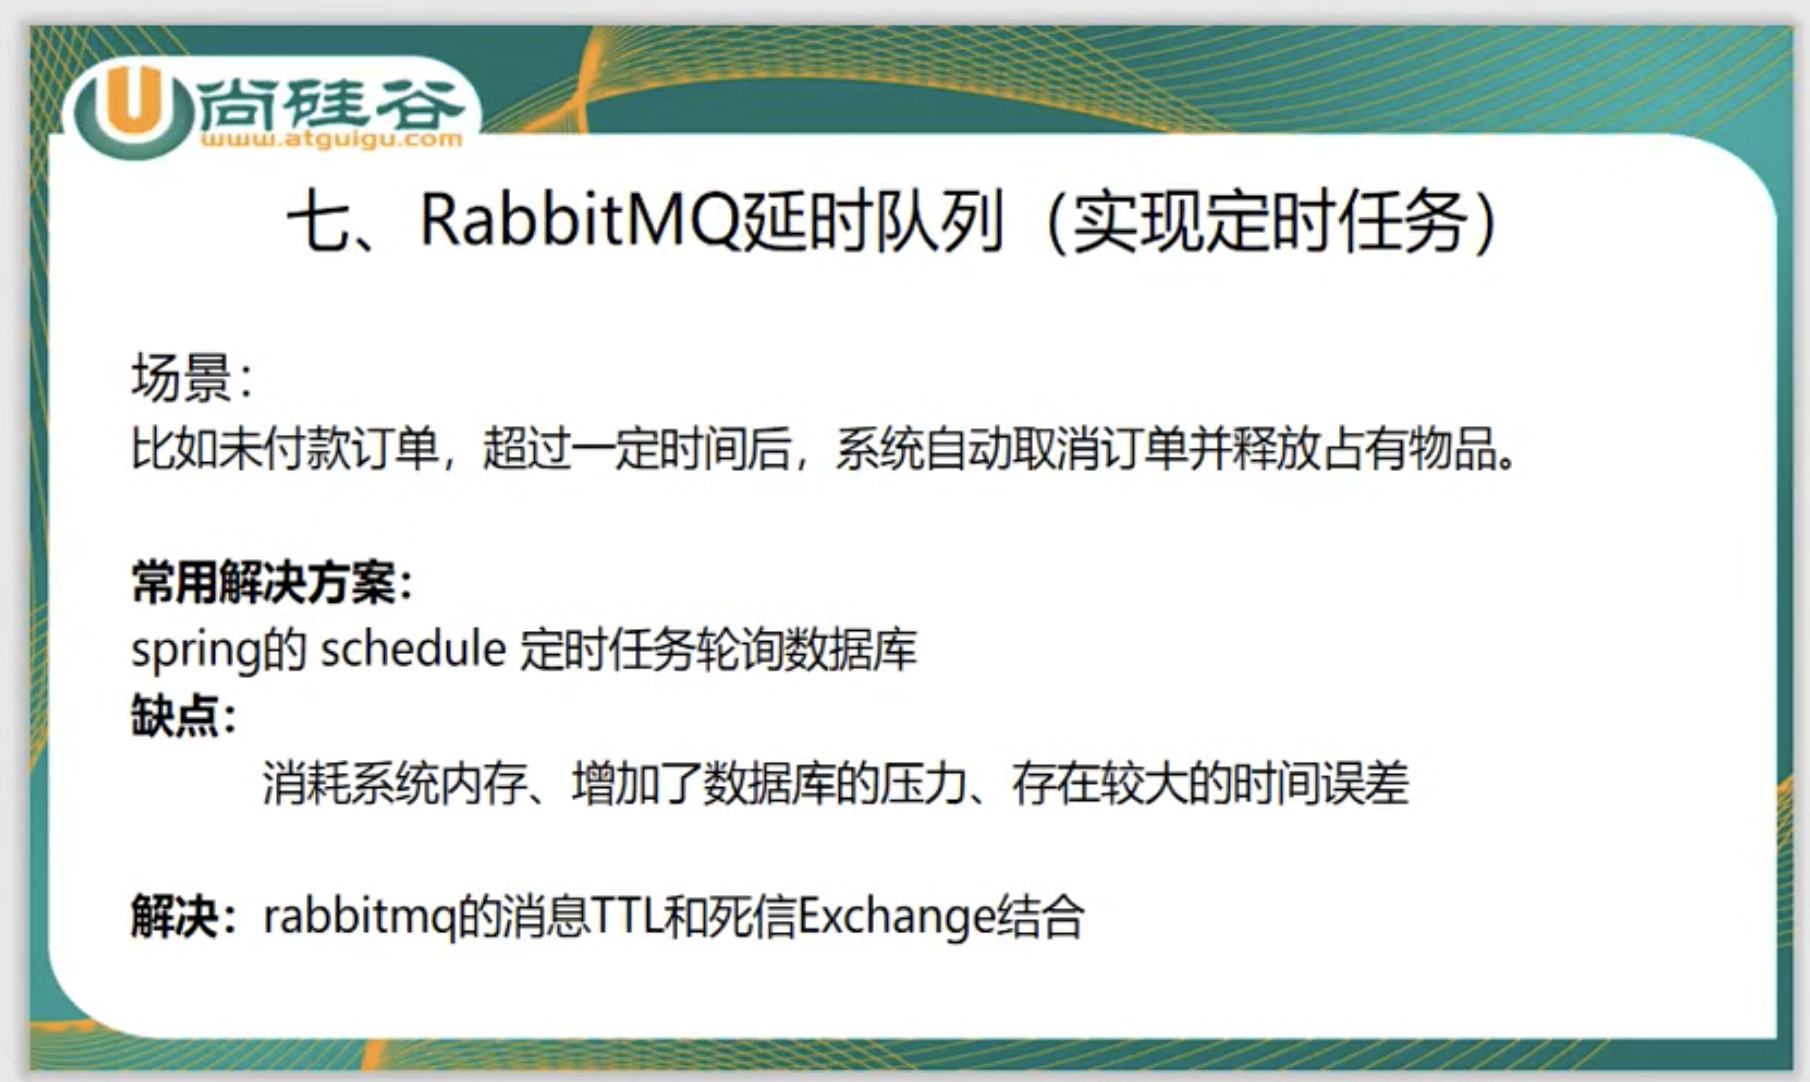 尚硅谷
www.atguigu.com
七、RabbitMQ延时队列（实现定时任务）
场景：
比如未付款订单，超过一定时间后，系统自动取消订单并释放占有物品。
常用解决方案：
spring的 schedule 定时任务轮询数据库
缺点：
消耗系统内存、增加了数据库的压力、存在较大的时间误差
解决：rabbitmq的消息TTL和死信Exchange结合